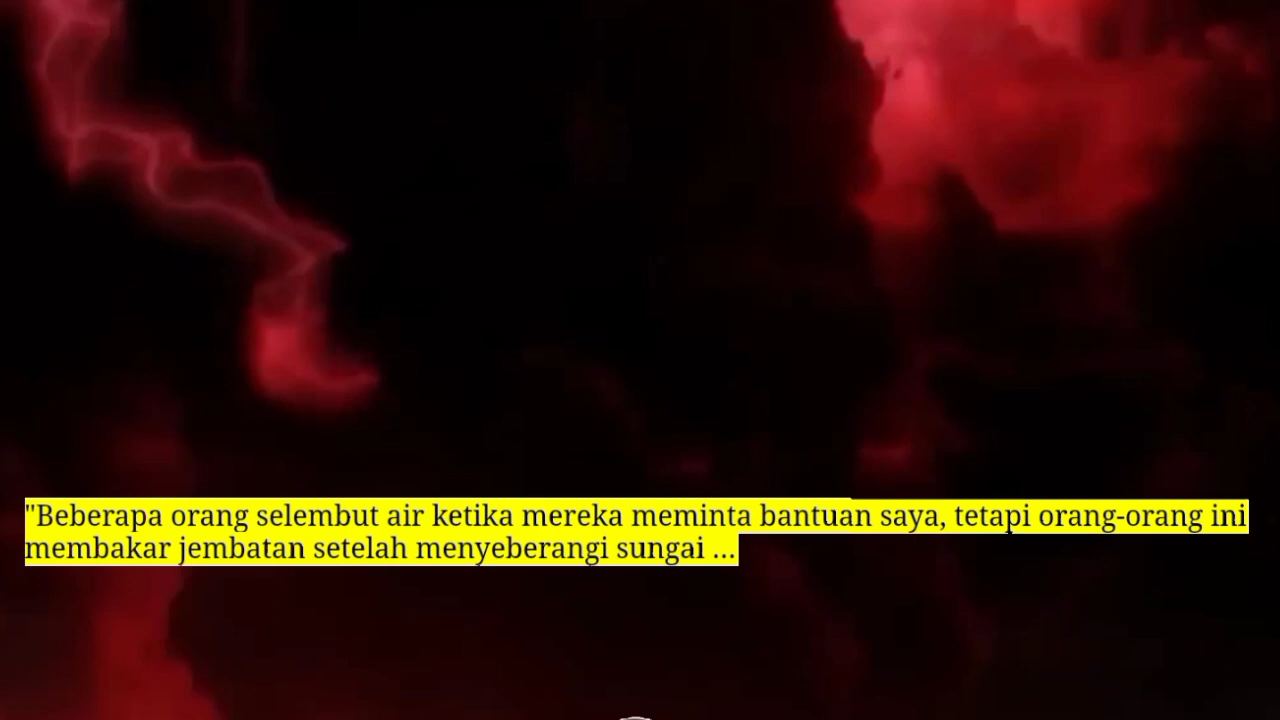 "Beberapa orang selembut air ketika mereka meminta bantuan saya, tetapi orang-orang ini
membakar jembatan setelah menyeberangi sungai ...